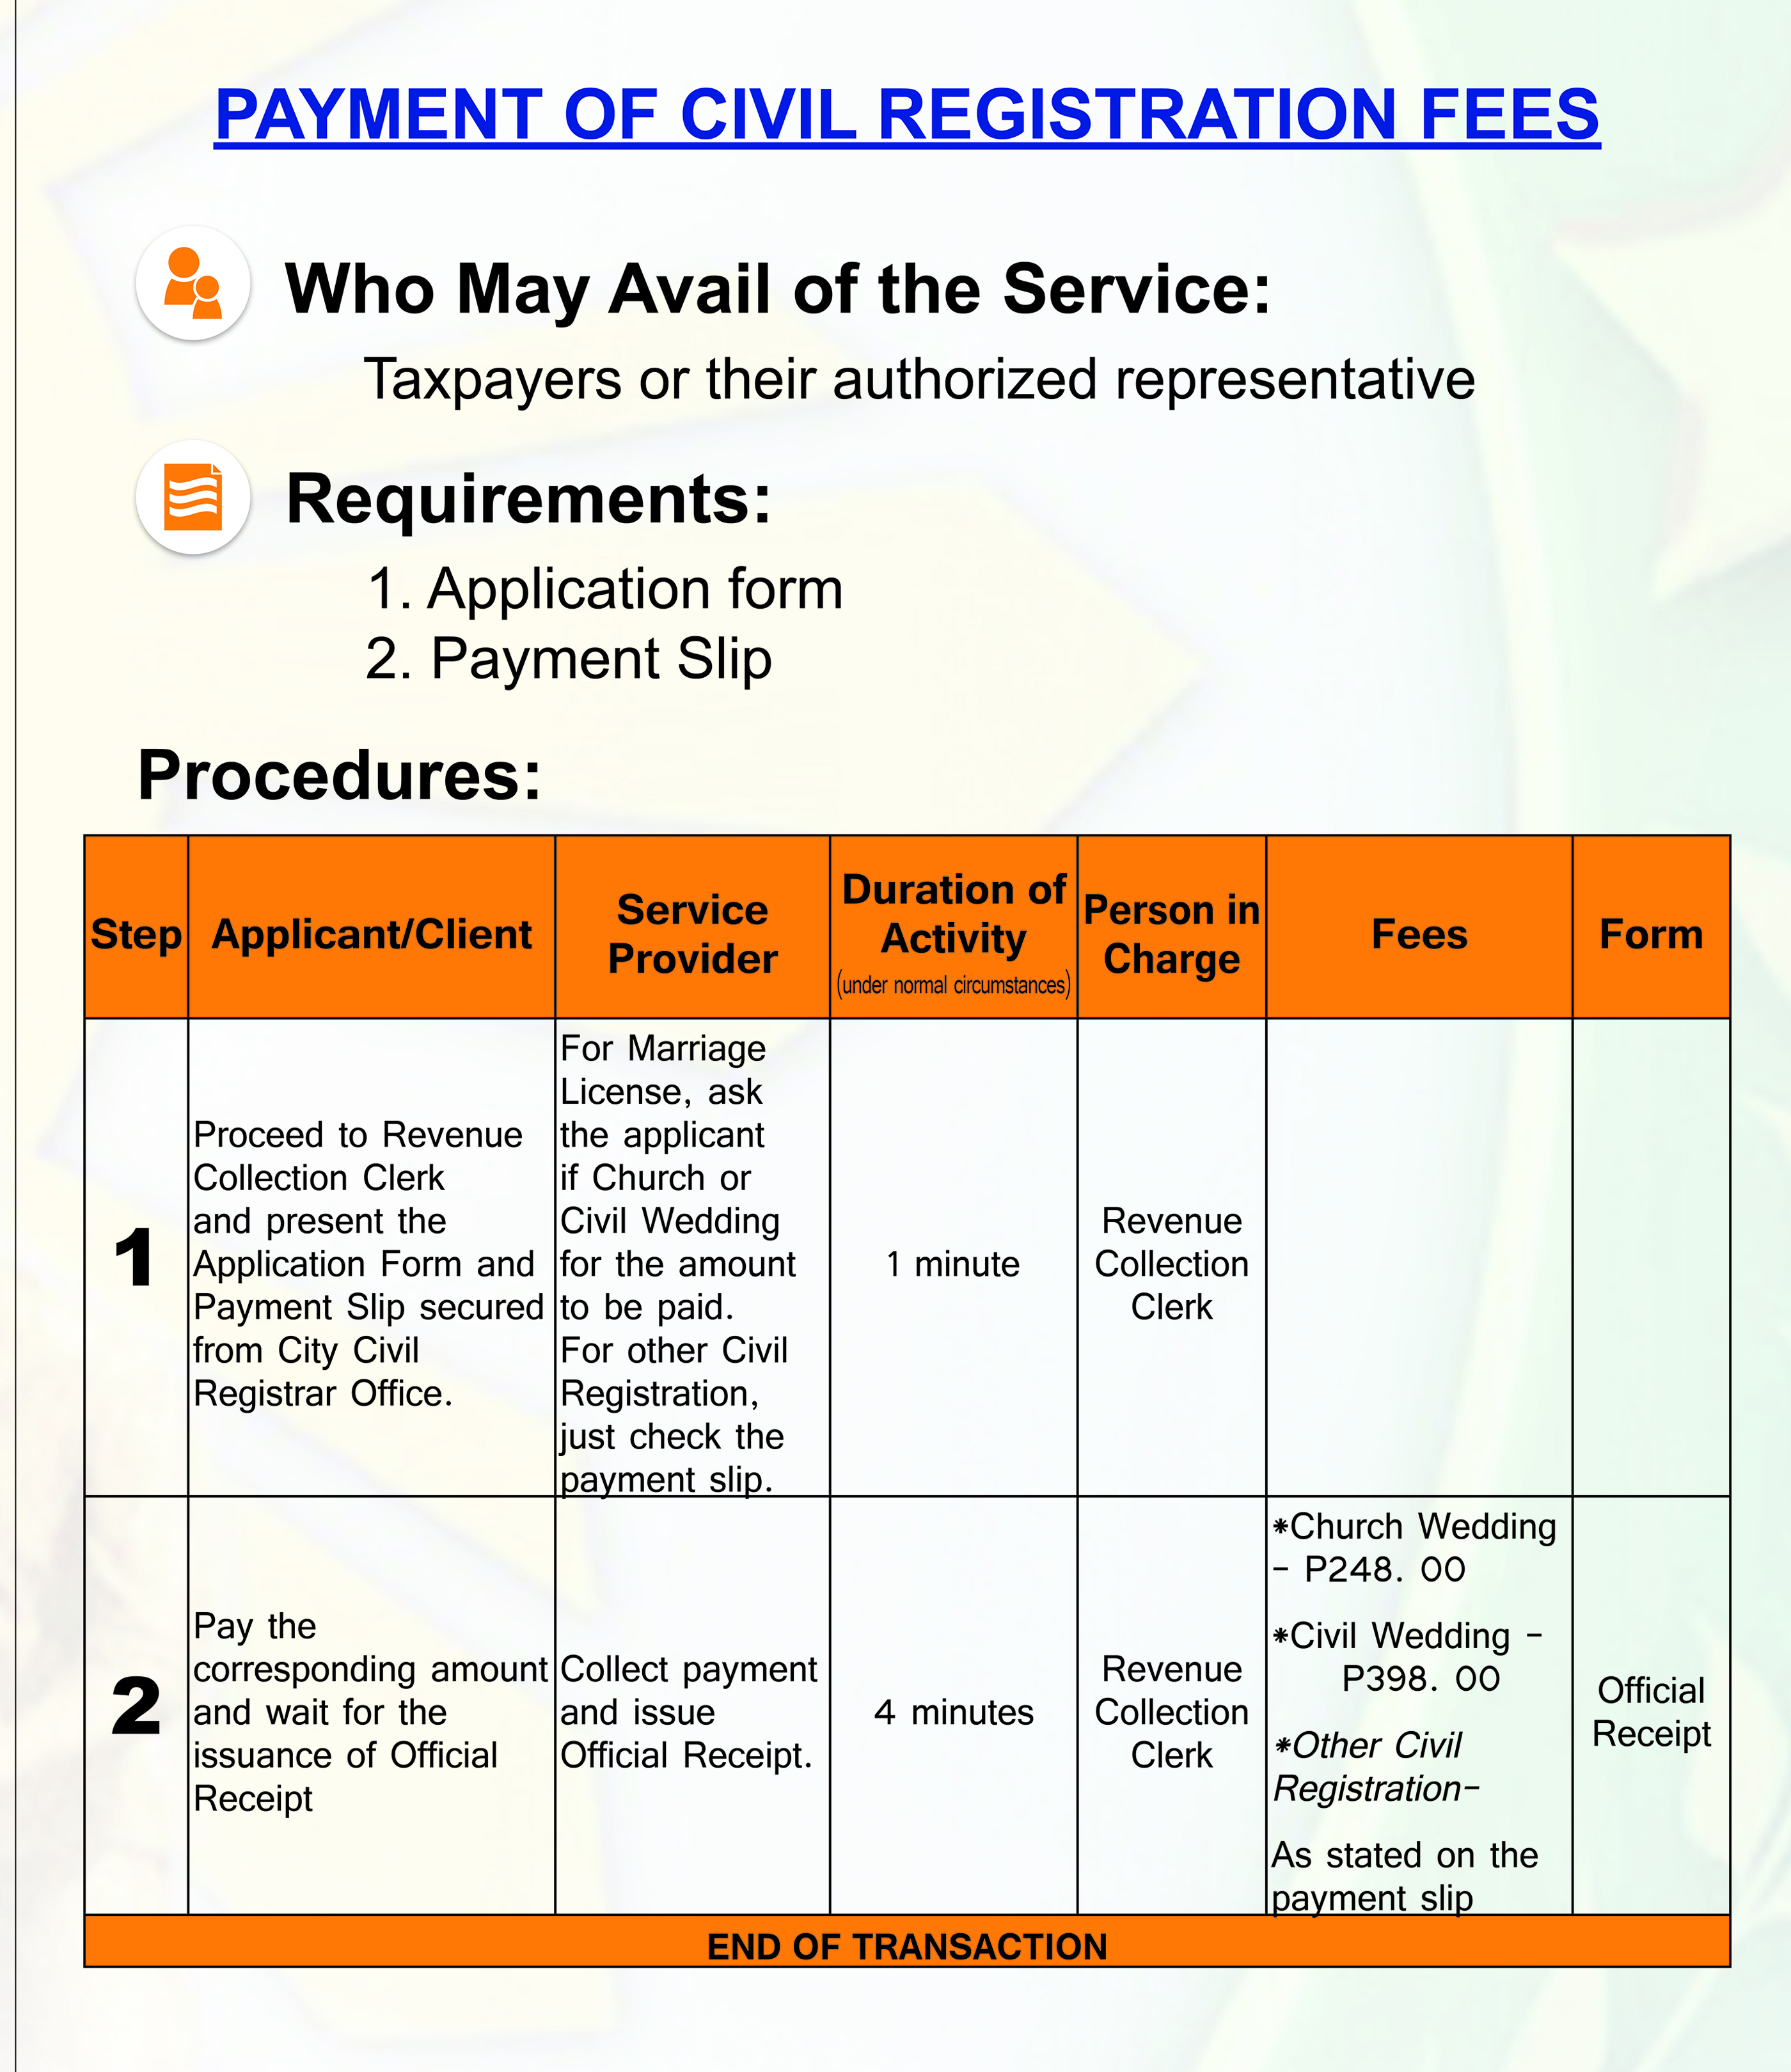 PAYMENT OF CIVIL REGISTRATION FEES
Who May Avail of the Service:
Taxpayers or their authorized representative
Requirements:
1. Application form
2. Payment Slip
Procedures:
Step
Applicant/Client
Service
Provider
Duration of
Activity
(under normal circumstances)
Person in
Charge
Fees
Form
1
Proceed to Revenue
Collection Clerk
and present the
Application Form and
Payment Slip secured
from City Civil
Registrar Office.
For Marriage
License, ask
the applicant
if Church or
Civil Wedding
for the amount
to be paid.
For other Civil
Registration,
just check the
payment slip.
1 minute
Revenue
Collection
Clerk
2
Pay the
corresponding amount
and wait for the
issuance of Official
Receipt
Collect payment
and issue
Official Receipt.
4 minutes
Revenue
Collection
Clerk
*Church Wedding
- P248. 00
*Civil Wedding -
P398. 00
*Other Civil
Registration-
As stated on the
payment slip
Official
Receipt
END OF TRANSACTION